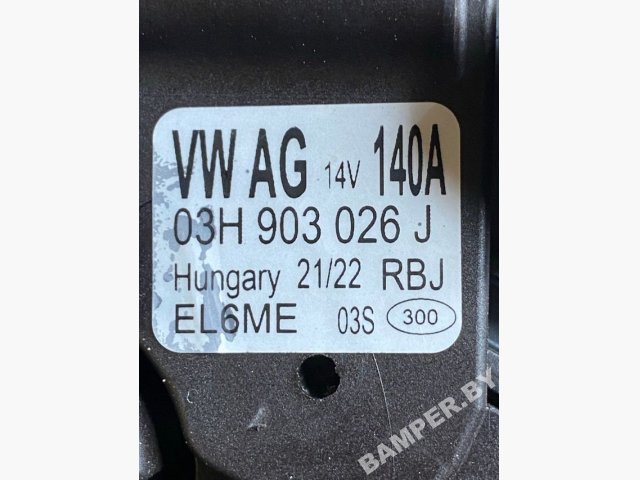 VW AG 14V 140A
03H 903 026 J
Hungary 21/22 RBJ
EL6ME 03S 300
BAMPER.BY